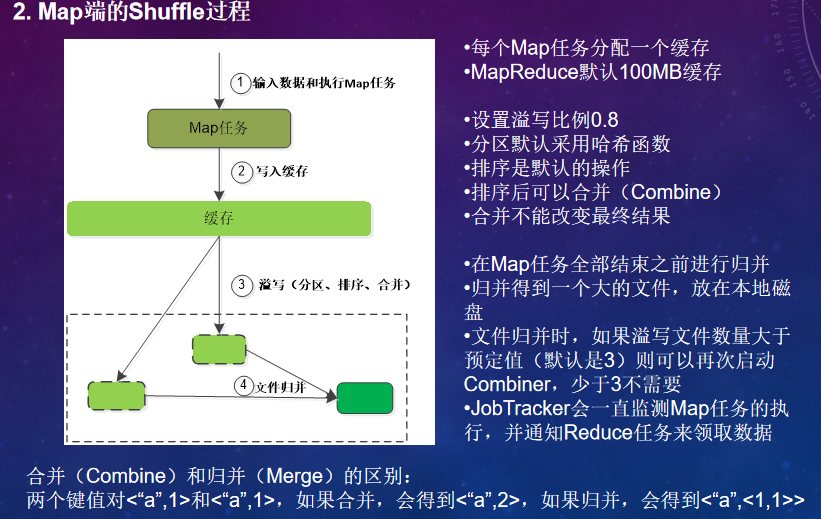 2. Map端的Shuffle过程
①输入数据和执行Map任务
Map任务
②写入缓存
缓存
③ 溢写（分区、排序、合并）
④文件归并
•每个Map任务分配一个缓存
•MapReduce默认100MB缓存
•设置溢写比例0.8
•分区默认采用哈希函数
•排序是默认的操作
•排序后可以合并（Combine）
•合并不能改变最终结果
•在Map任务全部结束之前进行归并
•归并得到一个大的文件，放在本地磁
盘
•文件归并时，如果溢写文件数量大于
预定值（默认是3）则可以再次启动
Combiner，少于3不需要
•JobTracker会一直监测Map任务的执
行，并通知Reduce任务来领取数据
合并（Combine）和归并（Merge）的区别：
两个键值对<“a”,1>和<“a”,1>，如果合并，会得到<“a”,2>，如果归并，会得到<“a”,<1,1>>